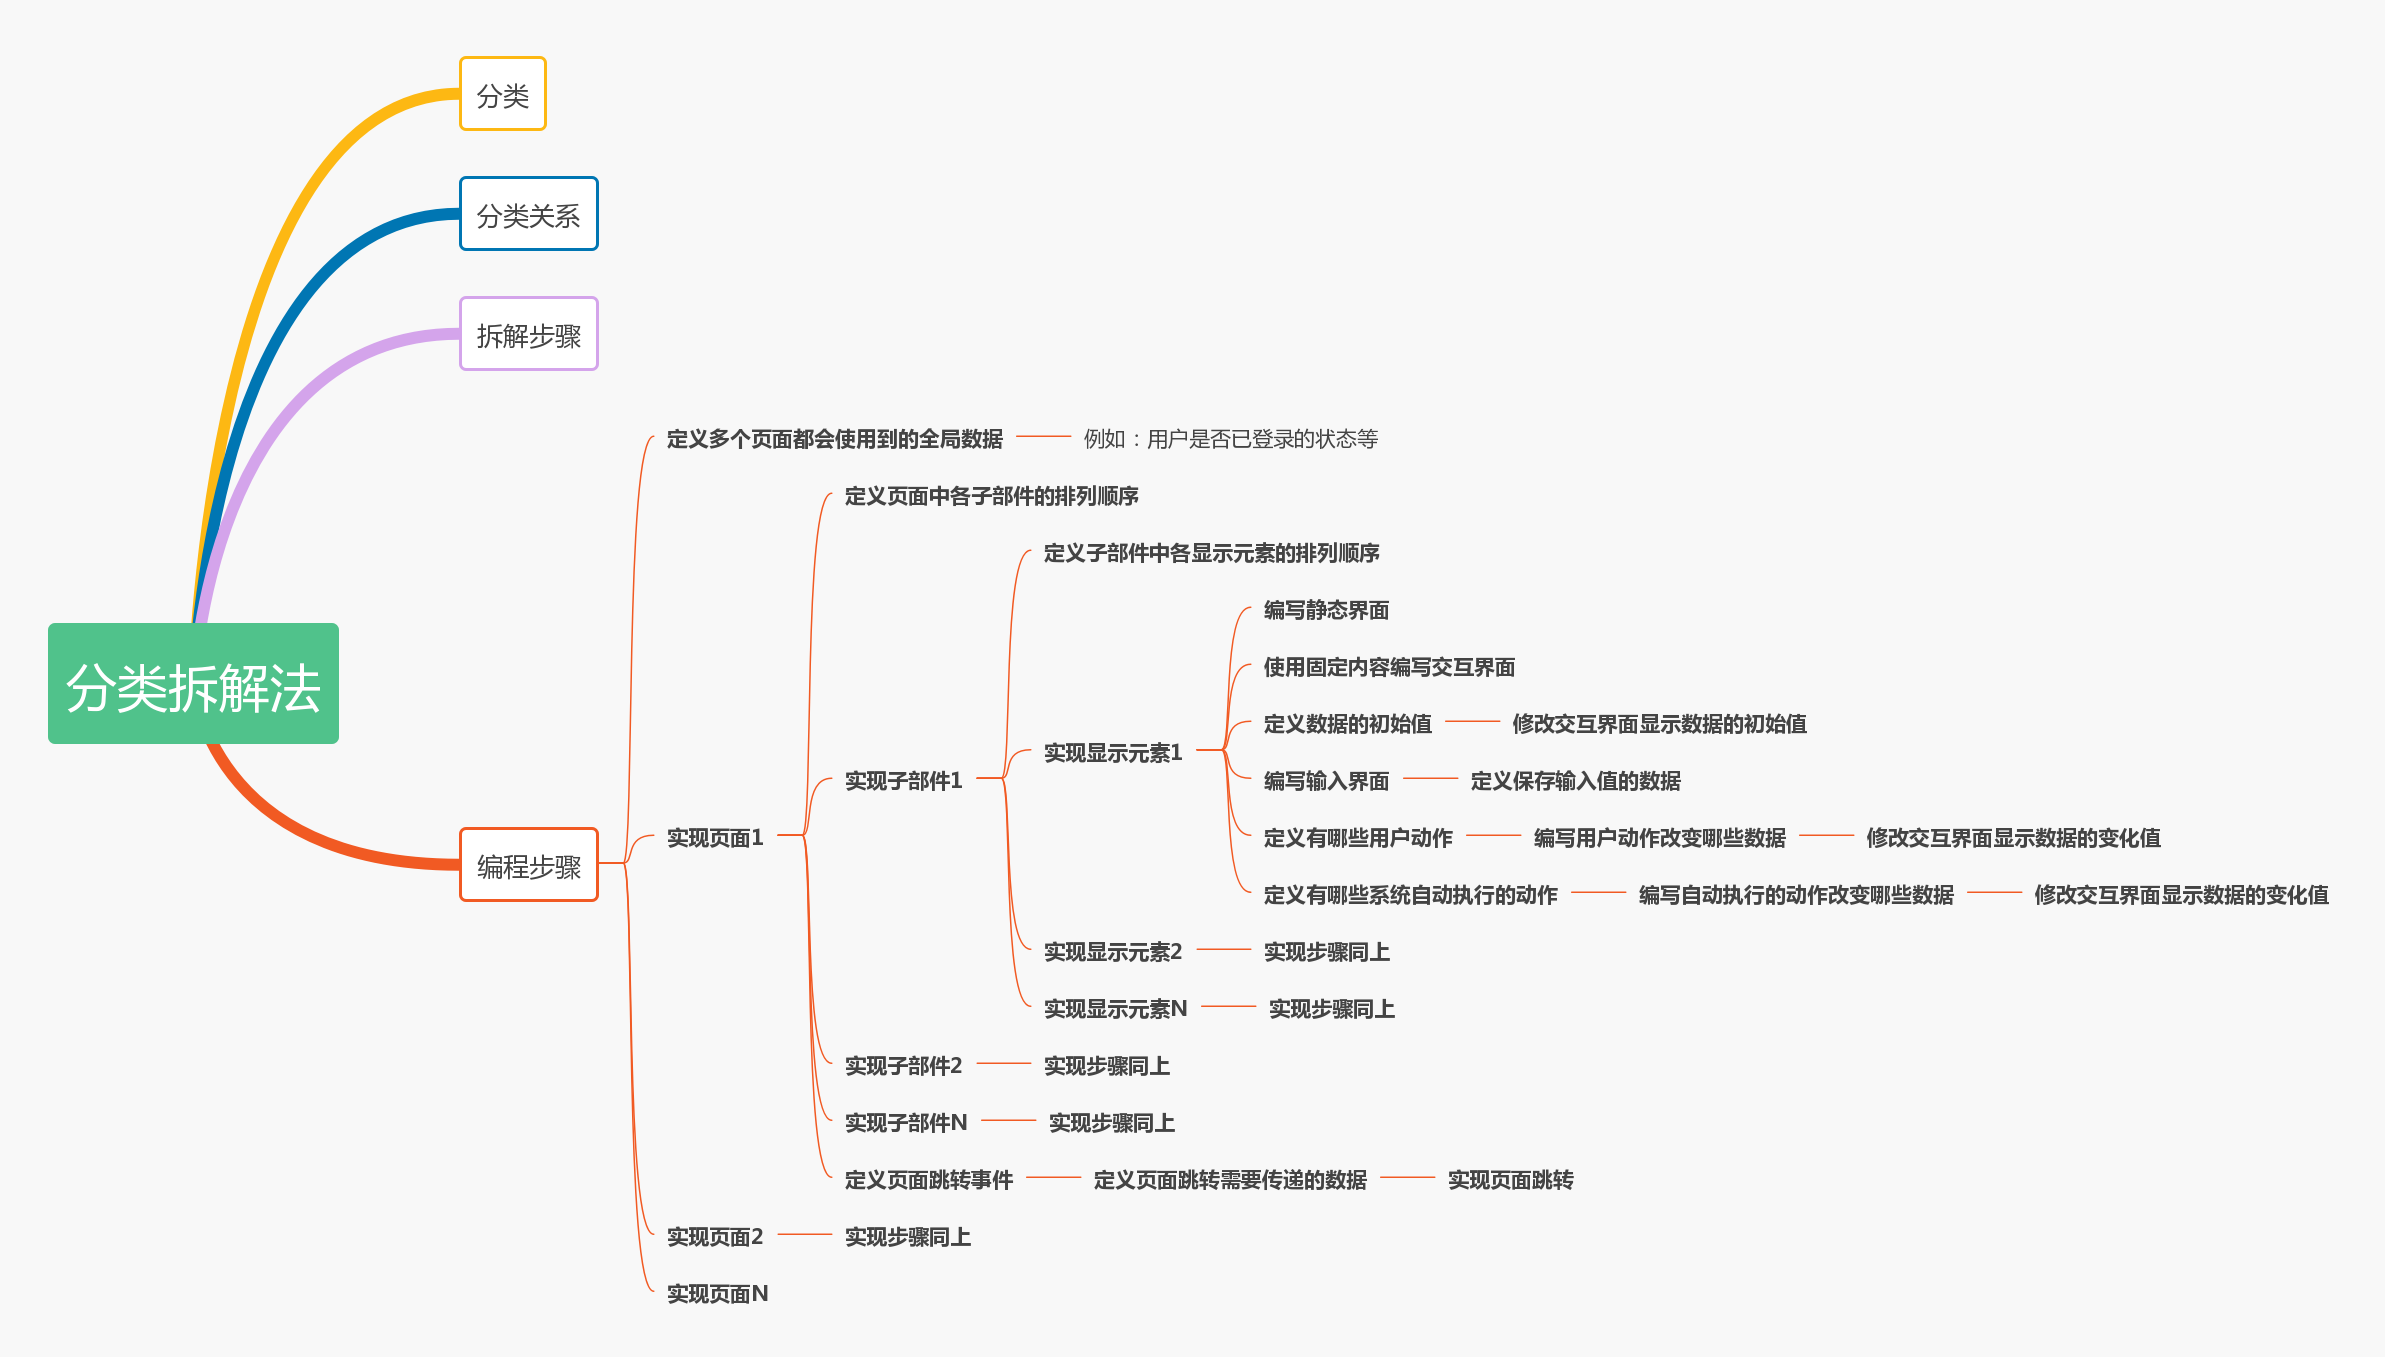 分类
分类关系
拆解步骤
定义多个页面都会使用到的全局数据
例如：用户是否已登录的状态等
定义页面中各子部件的排列顺序
定义子部件中各显示元素的排列顺序
编写静态界面
使用固定内容编写交互界面
分类拆解法
定义数据的初始值
修改交互界面显示数据的初始值
实现显示元素1
实现子部件1
编写输入界面
定义保存输入值的数据
实现页面1
定义有哪些用户动作
编写用户动作改变哪些数据
修改交互界面显示数据的变化值
编程步骤
定义有哪些系统自动执行的动作
编写自动执行的动作改变哪些数据
修改交互界面显示数据的变化值
实现显示元素2
实现步骤同上
实现显示元素N
实现步骤同上
实现子部件2
实现步骤同上
实现子部件N
实现步骤同上
定义页面跳转事件
定义页面跳转需要传递的数据
实现页面跳转
实现页面2
实现步骤同上
实现页面N